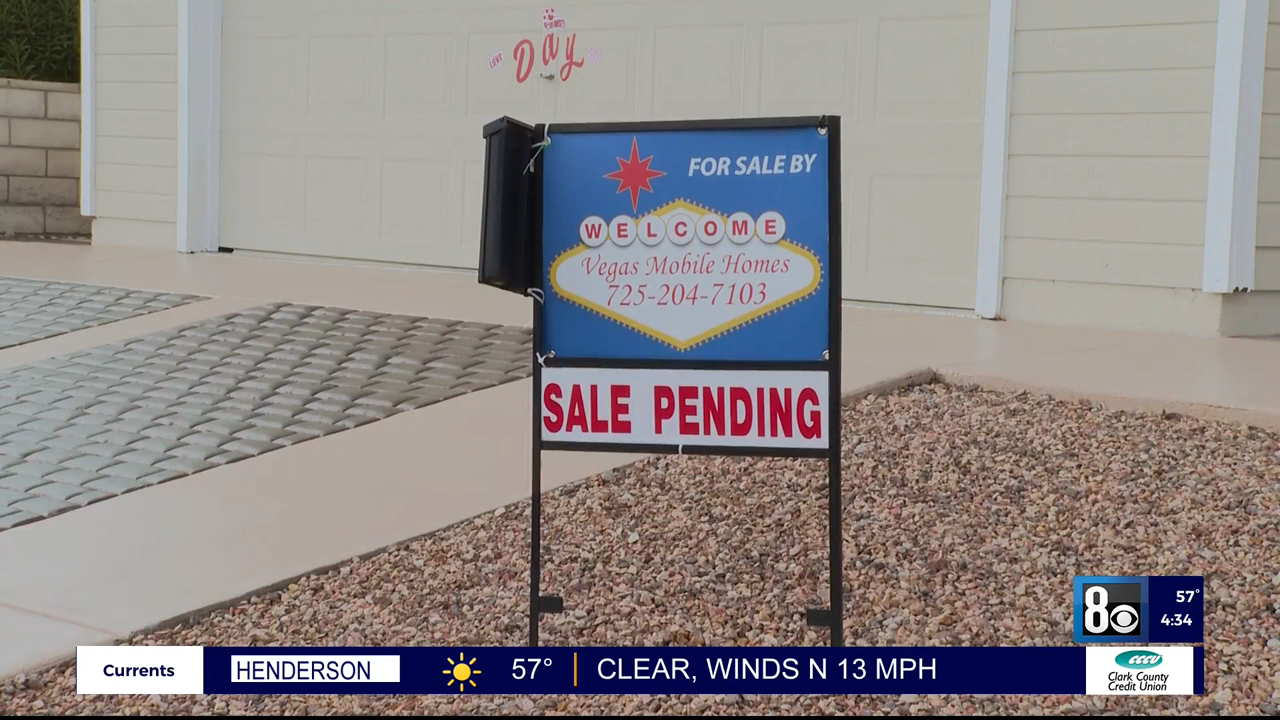 Day
FOR SALE BY
WELCOME
Vegas Mobile Homes
725-204-7103
SALE PENDING
8
57°
4:34
Currents
HENDERSON
57°
CLEAR, WINDS N 13 MPH
Clark County
Credit Union